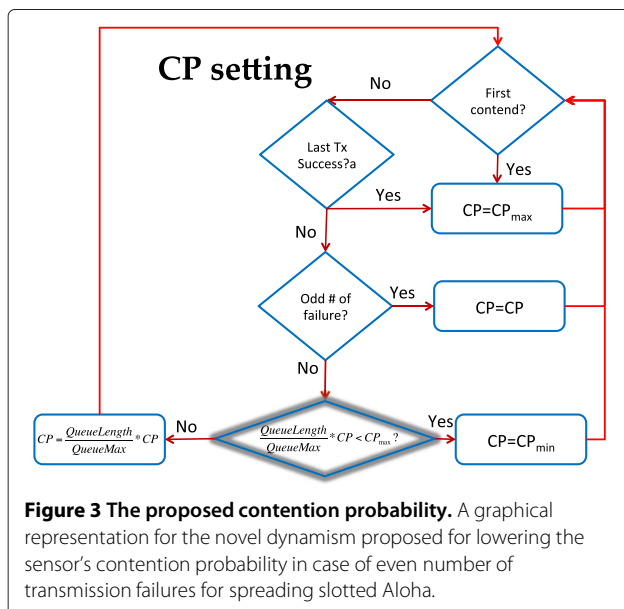 CP setting
First
contend?
No
Yes
Last Tx
Success?a
Yes
CP=CPmax
No
Odd # of
failure?
Yes
CP=CP
No
QueueLength/QueueMax * CP < CPmax ?
No
CP = QueueLength/QueueMax * CP
Yes
CP=CPmin
Figure 3 The proposed contention probability. A graphical
representation for the novel dynamism proposed for lowering the
sensor's contention probability in case of even number of
transmission failures for spreading slotted Aloha.